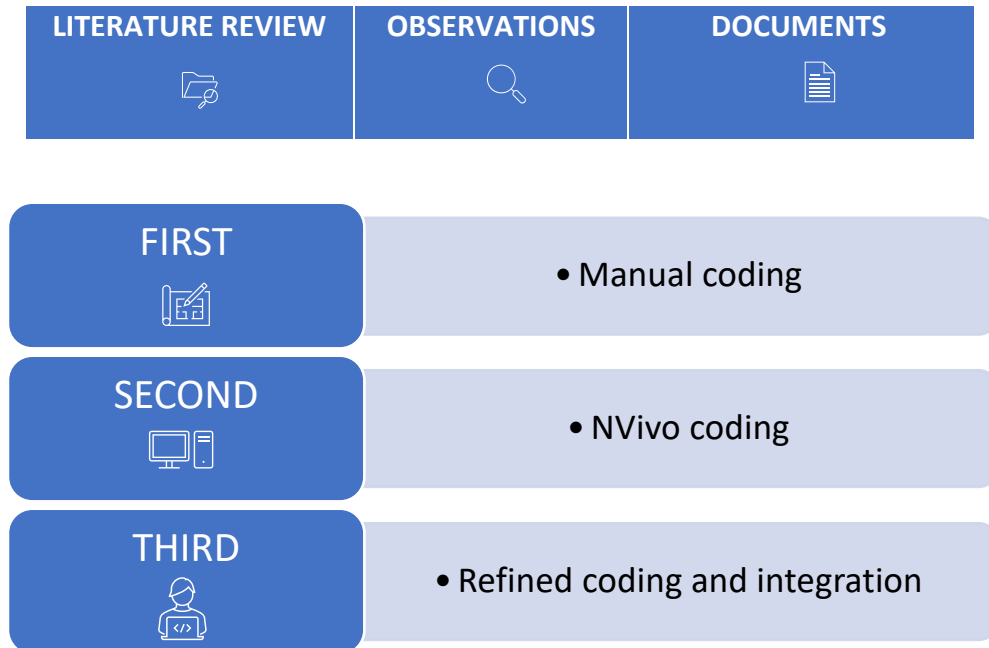 LITERATURE REVIEW
OBSERVATIONS
DOCUMENTS
FIRST
• Manual coding
SECOND
• NVivo coding
THIRD
• Refined coding and integration